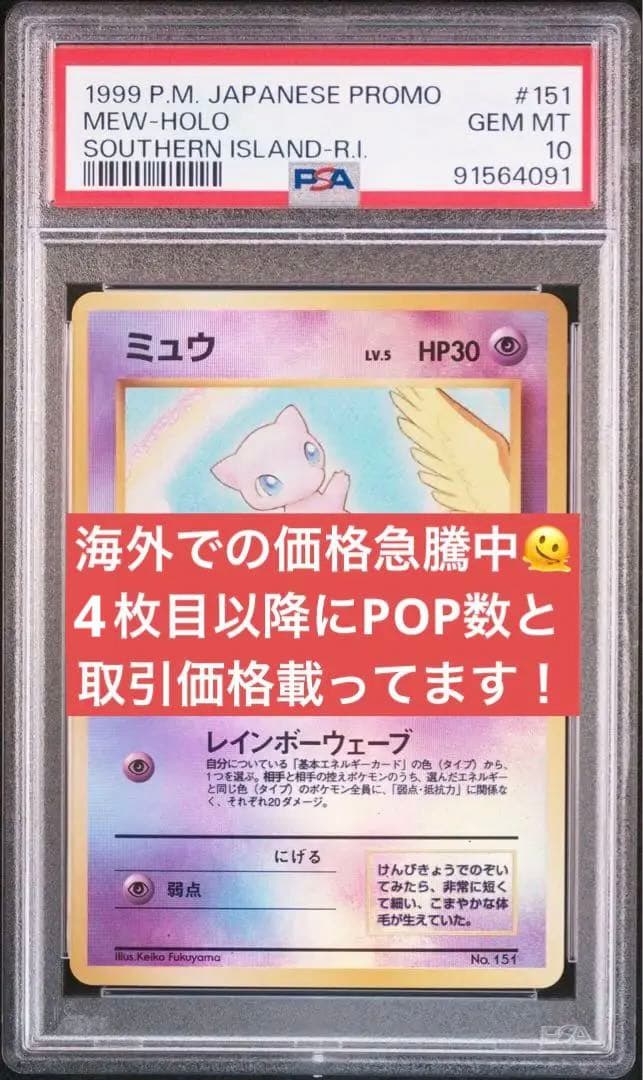 1999 P.M. JAPANESE PROMO #151
MEW-HOLO GEM MT
SOUTHERN ISLAND-R.I. 10
PSA 91564091
ミュウ LV.5 HP30
海外での価格急騰中🫠
4枚目以降にPOP数と
取引価格載ってます！
レインボーウェーブ
自分についている「基本エネルギーカード」の色（タイプ）から、
1つを選ぶ。相手と相手の控えポケモンのうち、選んだエネルギー
と同じ色（タイプ）のポケモン全員に、「弱点・抵抗力」に関係な
く、それぞれ20ダメージ。
にげる
弱点
けんびきょうでのぞい
てみたら、非常に短く
て細い、こまやかな体
毛が生えていた。
Illus.Keiko Fukuyama No. 151
PSA